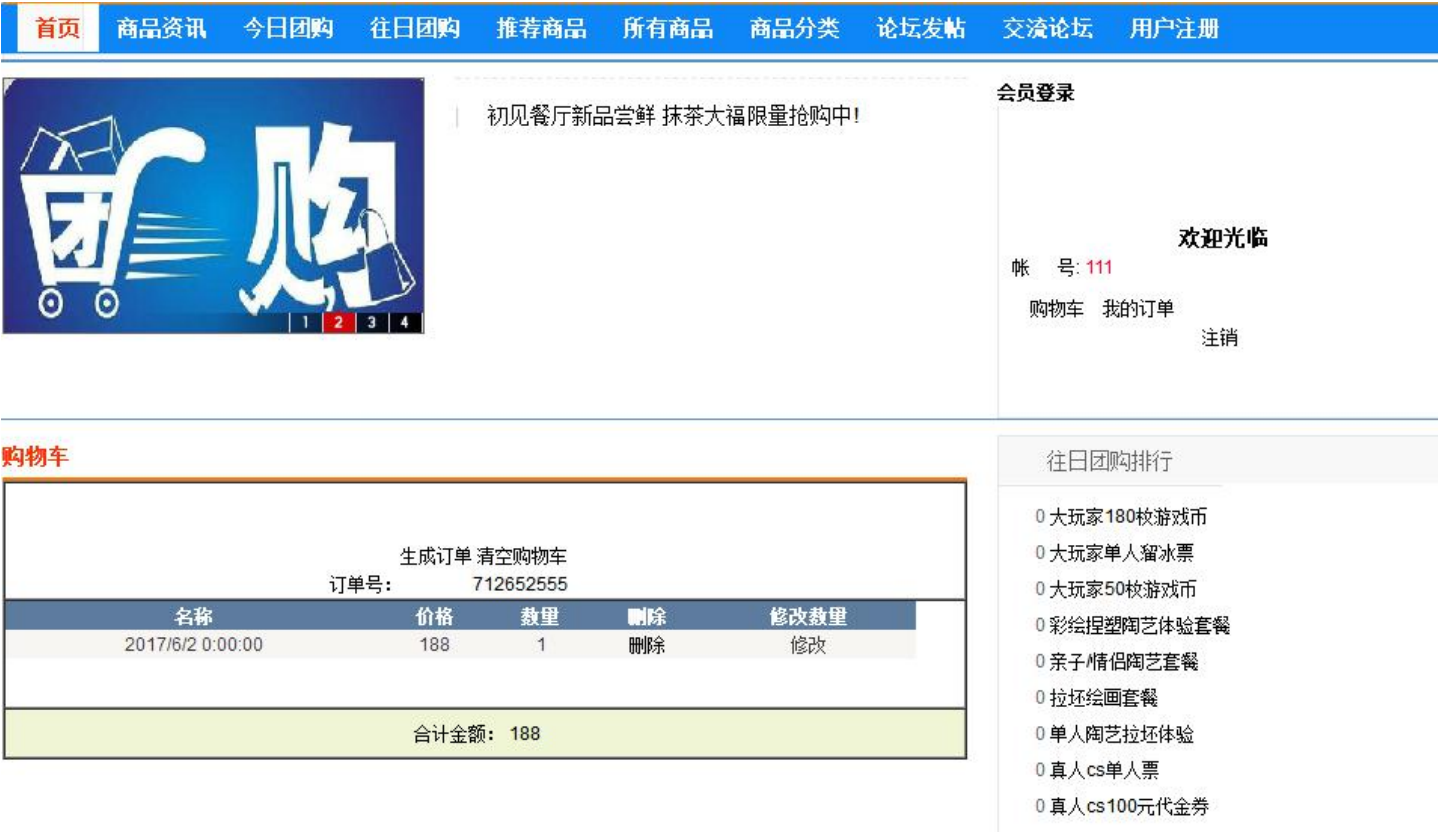 首页 商品资讯 今日团购 往日团购 推荐商品 所有商品 商品分类 论坛发帖 交流论坛 用户注册
团购
1 2 3 4
初见餐厅新品尝鲜 抹茶大福限量抢购中!
会员登录
欢迎光临
帐 号: 111
购物车 我的订单
注销
购物车
生成订单 清空购物车
订单号: 712652555
名称 价格 数量 删除 修改数量
2017/6/2 0:00:00 188 1 删除 修改
合计金额: 188
往日团购排行
0 大玩家180枚游戏币
0 大玩家单人溜冰票
0 大玩家50枚游戏币
0 彩绘捏塑陶艺体验套餐
0 亲子/情侣陶艺套餐
0 拉坯绘画套餐
0 单人陶艺拉坯体验
0 真人cs单人票
0 真人cs100元代金券